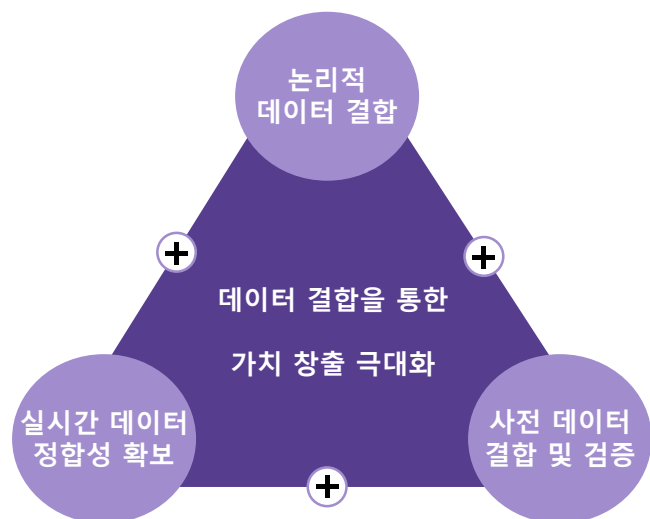 논리적
데이터 결합
데이터 결합을 통한
가치 창출 극대화
실시간 데이터
정합성 확보
사전 데이터
결합 및 검증